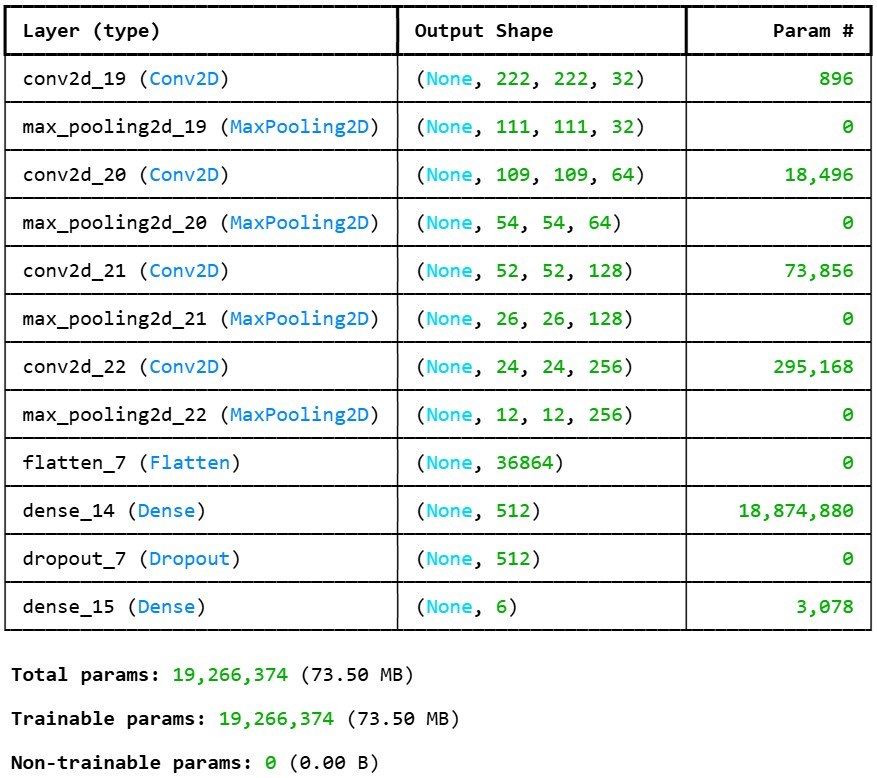 Layer (type) Output Shape Param #
conv2d_19 (Conv2D) (None, 222, 222, 32) 896
max_pooling2d_19 (MaxPooling2D) (None, 111, 111, 32) 0
conv2d_20 (Conv2D) (None, 109, 109, 64) 18,496
max_pooling2d_20 (MaxPooling2D) (None, 54, 54, 64) 0
conv2d_21 (Conv2D) (None, 52, 52, 128) 73,856
max_pooling2d_21 (MaxPooling2D) (None, 26, 26, 128) 0
conv2d_22 (Conv2D) (None, 24, 24, 256) 295,168
max_pooling2d_22 (MaxPooling2D) (None, 12, 12, 256) 0
flatten_7 (Flatten) (None, 36864) 0
dense_14 (Dense) (None, 512) 18,874,880
dropout_7 (Dropout) (None, 512) 0
dense_15 (Dense) (None, 6) 3,078
Total params: 19,266,374 (73.50 MB)
Trainable params: 19,266,374 (73.50 MB)
Non-trainable params: 0 (0.00 B)